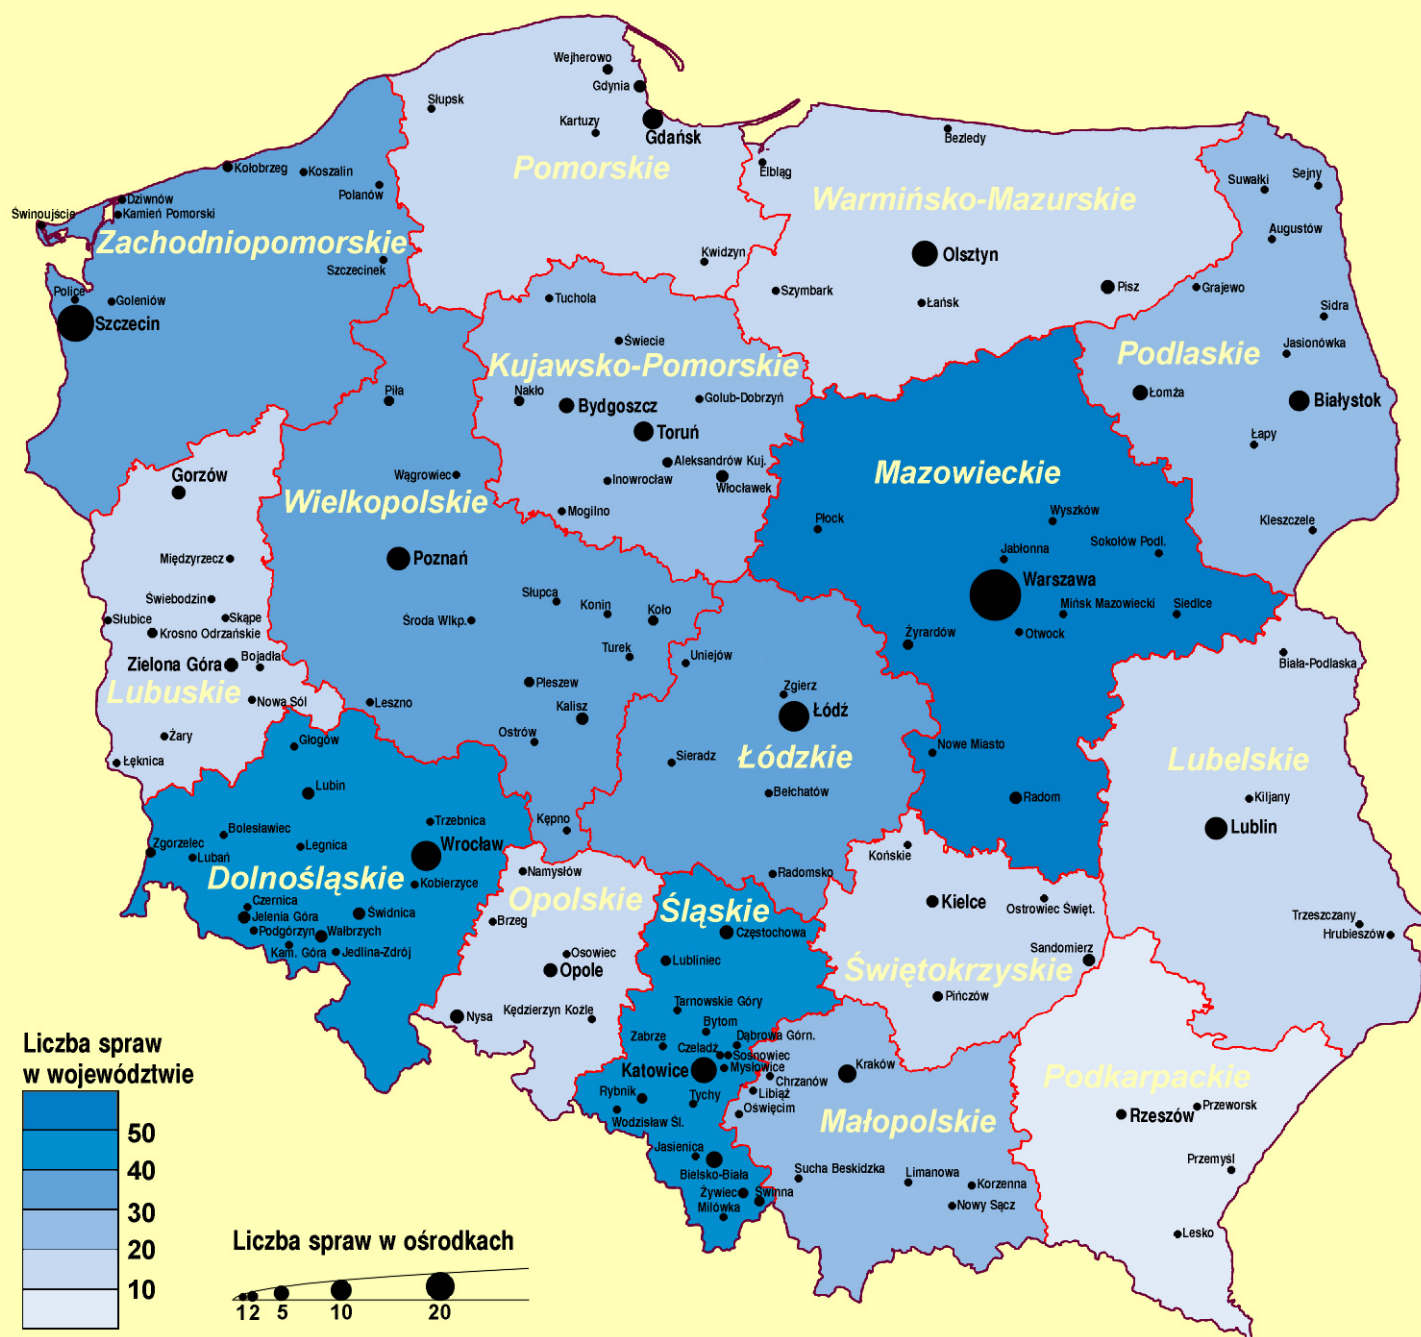 Wejherowo
Gdynia
Słupsk
Kartuzy
Gdańsk
Pomorskie
Kwidzyn
Bezledy
Elbląg
Warmińsko-Mazurskie
Olsztyn
Szymbark
Łańsk
Pisz
Suwałki
Sejny
Augustów
Grajewo
Sidra
Jasionówka
Podlaskie
Łomża
Białystok
Łapy
Kleszczele
Kołobrzeg
Koszalin
Polanów
Dziwnów
Kamień Pomorski
Świnoujście
Zachodniopomorskie
Szczecinek
Police
Goleniów
Szczecin
Tuchola
Świecie
Kujawsko-Pomorskie
Nakło
Bydgoszcz
Golub-Dobrzyń
Toruń
Aleksandrów Kuj.
Inowrocław
Włocławek
Mogilno
Piła
Wągrowiec
Wielkopolskie
Poznań
Słupca
Konin
Koło
Środa Wlkp.
Turek
Pleszew
Kalisz
Leszno
Ostrów
Kępno
Gorzów
Międzyrzecz
Świebodzin
Słubice
Skąpe
Krosno Odrzańskie
Zielona Góra
Bojadła
Lubuskie
Nowa Sól
Żary
Łęknica
Mazowieckie
Płock
Wyszków
Jabłonna
Sokołów Podl.
Warszawa
Mińsk Mazowiecki
Siedlce
Otwock
Żyrardów
Nowe Miasto
Radom
Uniejów
Zgierz
Łódź
Sieradz
Łódzkie
Bełchatów
Radomsko
Biała-Podlaska
Lubelskie
Kiljany
Lublin
Trzeszczany
Hrubieszów
Głogów
Lubin
Trzebnica
Bolesławiec
Zgorzelec
Lubań
Legnica
Wrocław
Dolnośląskie
Kobierzyce
Czernica
Jelenia Góra
Świdnica
Podgórzyn
Wałbrzych
Kam. Góra
Jedlina-Zdrój
Namysłów
Opolskie
Brzeg
Osowiec
Opole
Kędzierzyn Koźle
Nysa
Śląskie
Częstochowa
Lubliniec
Tarnowskie Góry
Bytom
Zabrze
Dąbrowa Górn.
Czeladź
Sosnowiec
Mysłowice
Katowice
Rybnik
Tychy
Wodzisław Śl.
Jasienica
Bielsko-Biała
Żywiec
Świnna
Milówka
Końskie
Kielce
Ostrowiec Święt.
Sandomierz
Świętokrzyskie
Pińczów
Kraków
Chrzanów
Libiąż
Oświęcim
Małopolskie
Sucha Beskidzka
Limanowa
Korzenna
Nowy Sącz
Podkarpackie
Rzeszów
Przeworsk
Przemyśl
Lesko
Liczba spraw
w województwie
50
40
30
20
10
Liczba spraw w ośrodkach
1 2 5 10 20